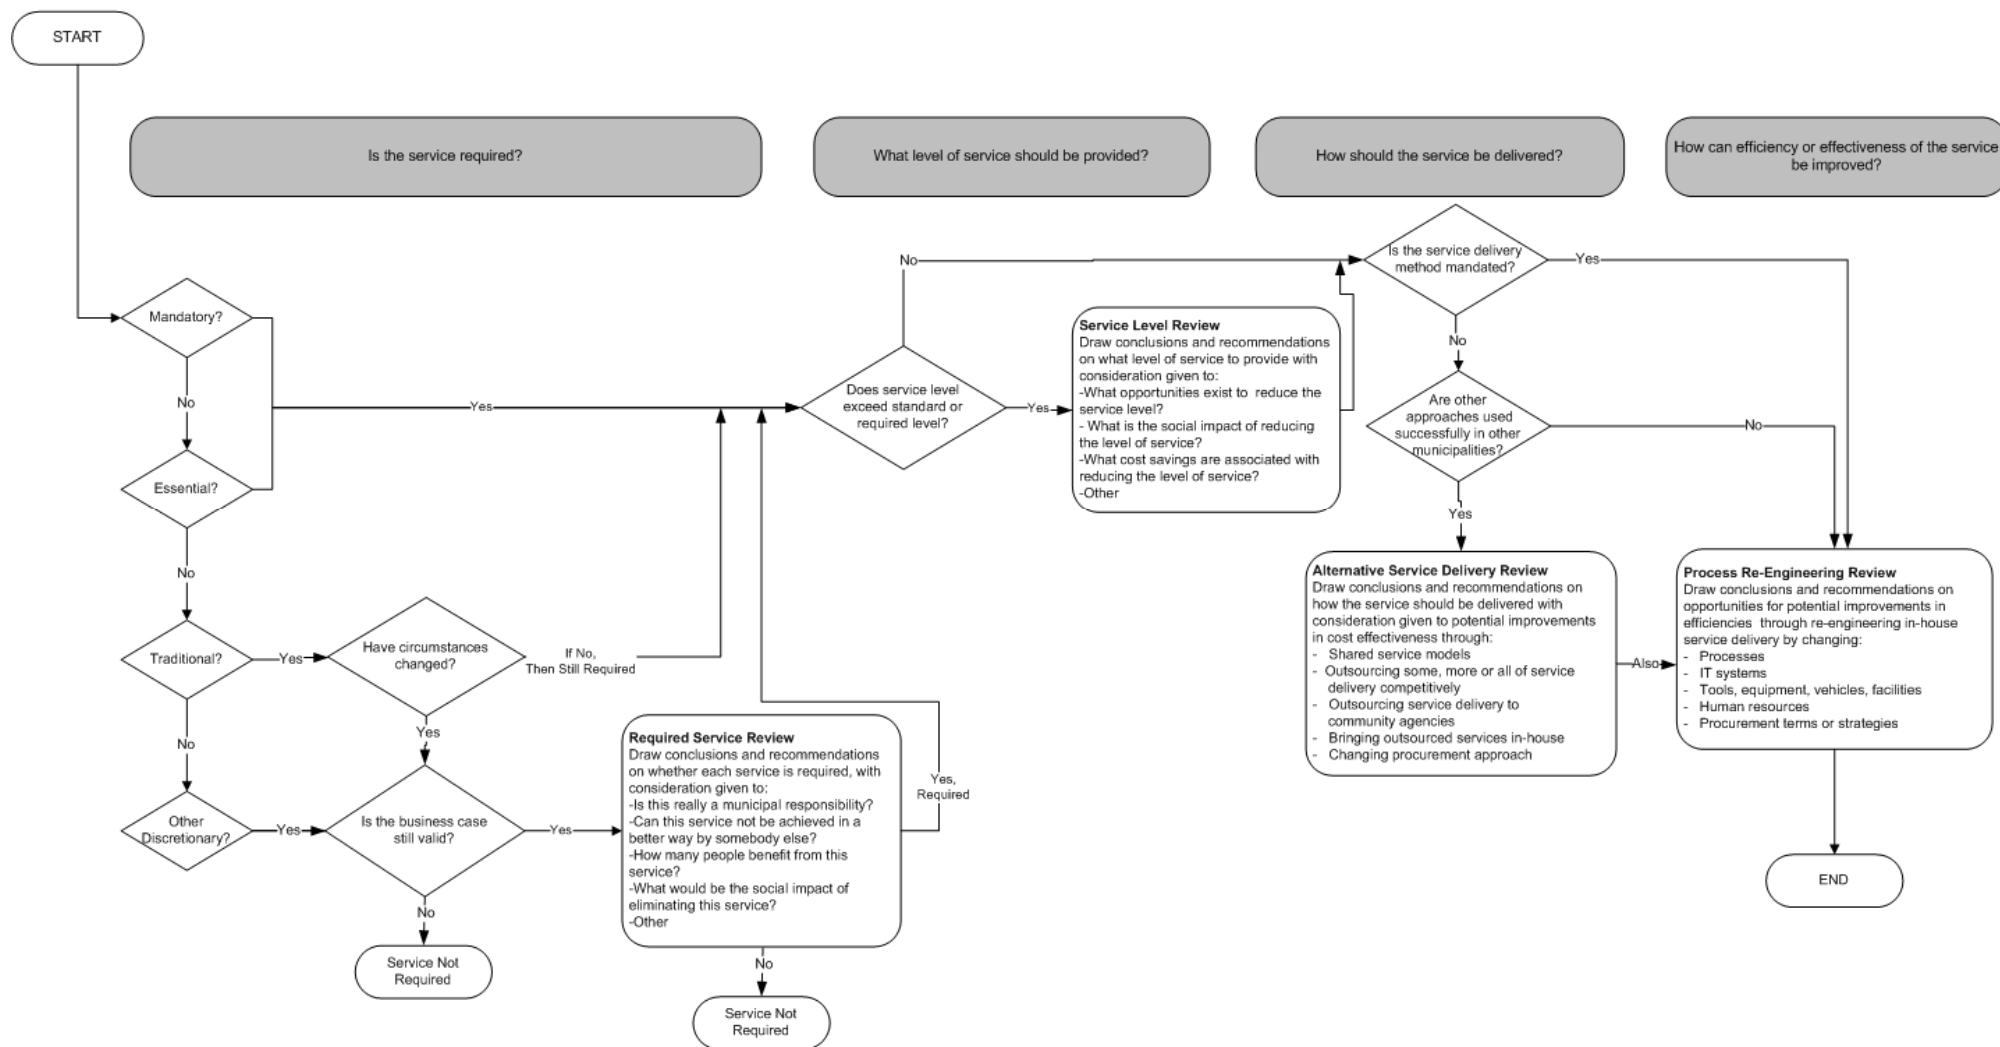 START
Is the service required?
What level of service should be provided?
How should the service be delivered?
How can efficiency or effectiveness of the service
be improved?
Mandatory?
No
Yes
Essential?
No
Traditional?
Yes
Have circumstances
changed?
If No,
Then Still Required
No
Yes
Other
Discretionary?
Yes
Is the business case
still valid?
Yes
No
Service Not
Required
Required Service Review
Draw conclusions and recommendations
on whether each service is required, with
consideration given to:
-Is this really a municipal responsibility?
-Can this service not be achieved in a
better way by somebody else?
-How many people benefit from this
service?
-What would be the social impact of
eliminating this service?
-Other
Yes,
Required
No
Service Not
Required
Does service level
exceed standard or
required level?
No
Yes
Service Level Review
Draw conclusions and recommendations
on what level of service to provide with
consideration given to:
-What opportunities exist to reduce the
service level?
- What is the social impact of reducing
the level of service?
-What cost savings are associated with
reducing the level of service?
-Other
Is the service delivery
method mandated?
Yes
No
Are other
approaches used
successfully in other
municipalities?
No
Yes
Alternative Service Delivery Review
Draw conclusions and recommendations on
how the service should be delivered with
consideration given to potential improvements
in cost effectiveness through:
- Shared service models
- Outsourcing some, more or all of service
delivery competitively
- Outsourcing service delivery to
community agencies
- Bringing outsourced services in-house
- Changing procurement approach
Also
Process Re-Engineering Review
Draw conclusions and recommendations on
opportunities for potential improvements in
efficiencies through re-engineering in-house
service delivery by changing:
- Processes
- IT systems
- Tools, equipment, vehicles, facilities
- Human resources
- Procurement terms or strategies
END